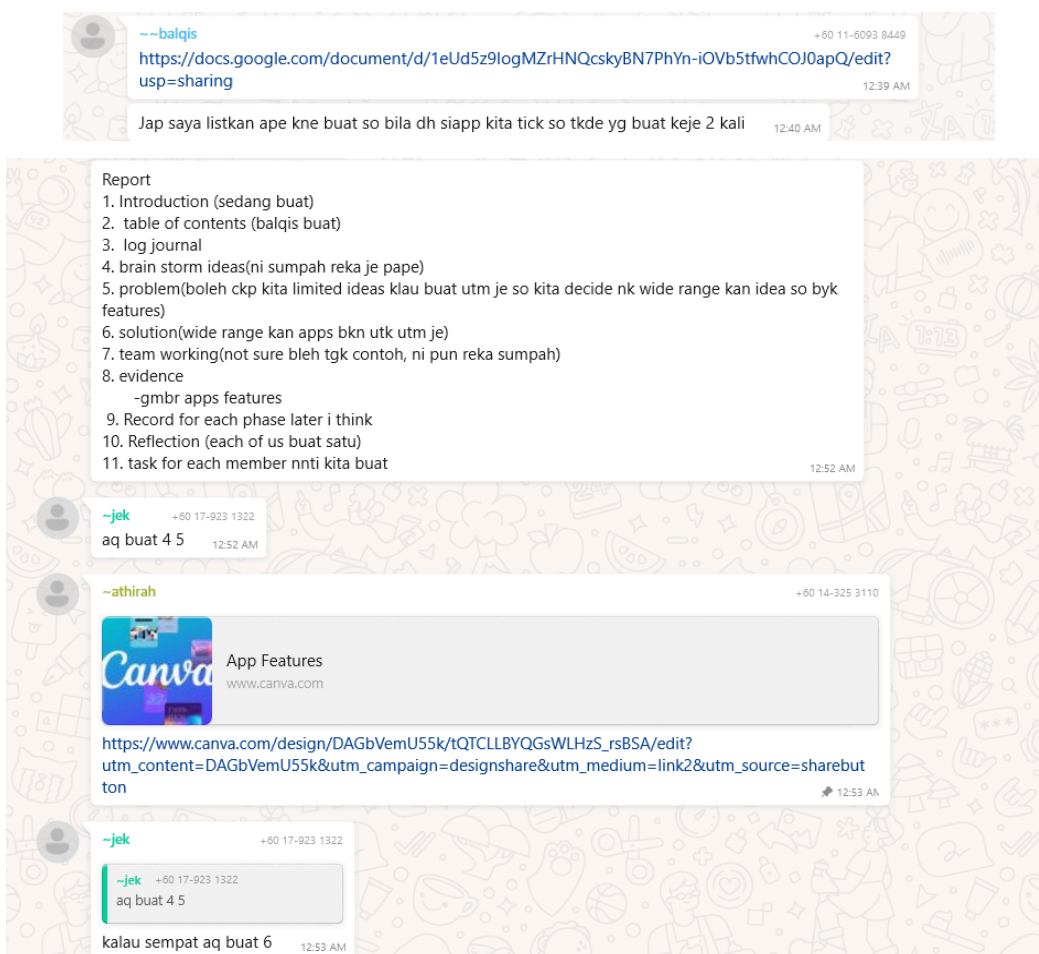 ~~balqis
+60 11-6093 8449
https://docs.google.com/document/d/1eUd5z9IogMZrHNQcskyBN7PhYn-iOVb5tfwhCOJ0apQ/edit?
usp=sharing
12:39 AM
Jap saya listkan ape kne buat so bila dh siapp kita tick so tkde yg buat keje 2 kali
12:40 AM
Report
1. Introduction (sedang buat)
2. table of contents (balqis buat)
3. log journal
4. brain storm ideas(ni sumpah reka je pape)
5. problem(boleh ckp kita limited ideas klau buat utm je so kita decide nk wide range kan idea so byk
features)
6. solution(wide range kan apps bkn utk utm je)
7. team working(not sure bleh tgk contoh, ni pun reka sumpah)
8. evidence
-gmbr apps features
9. Record for each phase later i think
10. Reflection (each of us buat satu)
11. task for each member nnti kita buat
12:52 AM
~jek
+60 17-923 1322
aq buat 4 5
12:52 AM
~athirah
+60 14-325 3110
Canva
App Features
www.canva.com
https://www.canva.com/design/DAGbVemU55k/tQTCLLBYQGsWLHzS_rsBSA/edit?
utm_content=DAGbVemU55k&utm_campaign=designshare&utm_medium=link2&utm_source=sharebut
ton
12:53 AM
~jek
+60 17-923 1322
~jek +60 17-923 1322
aq buat 4 5
kalau sempat aq buat 6
12:53 AM